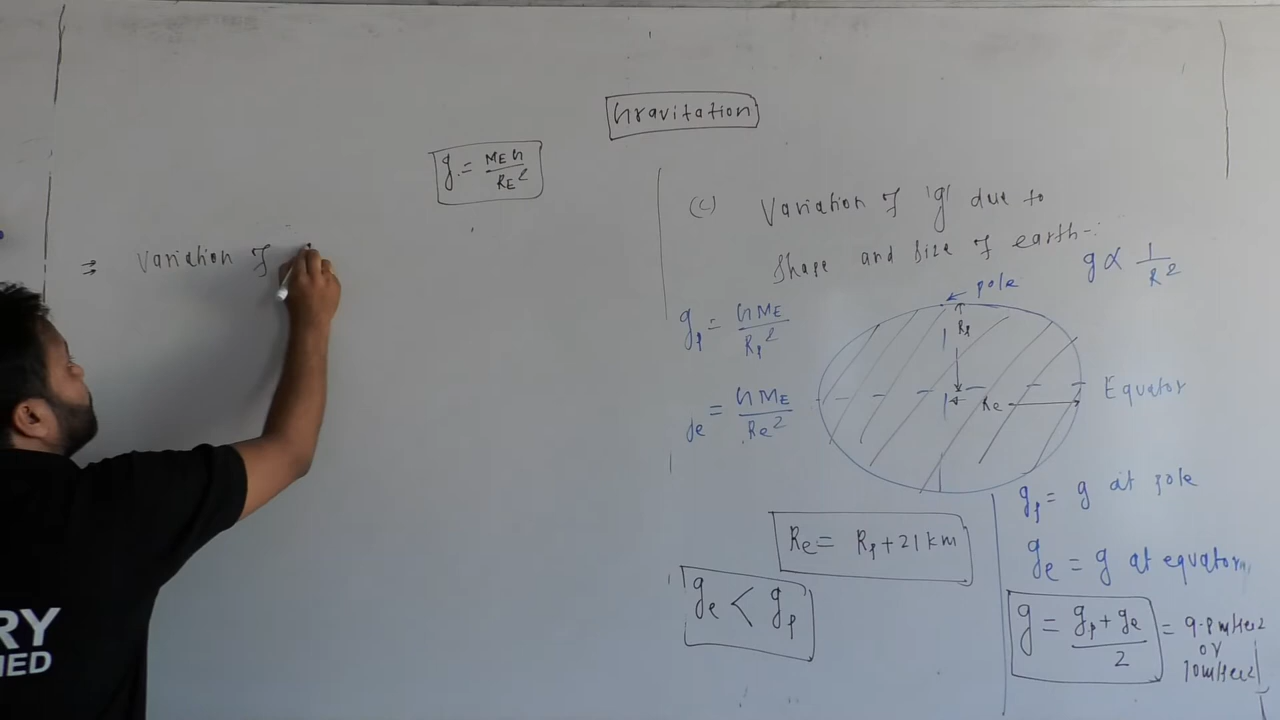 Gravitation
g = MEG/RE²
⇒ Variation of
(c) Variation of 'g' due to
shape and size of earth-:
g ∝ 1/R²
pole
gp = GME/Rp²
Rp
ge = GME/Re²
Re
Equator
gp = g at pole
Re = Rp + 21 km
ge = g at equator
ge < gp
g = gp + ge/2 = 9.8 m/sec2
or
10 m/sec2
RY
NED